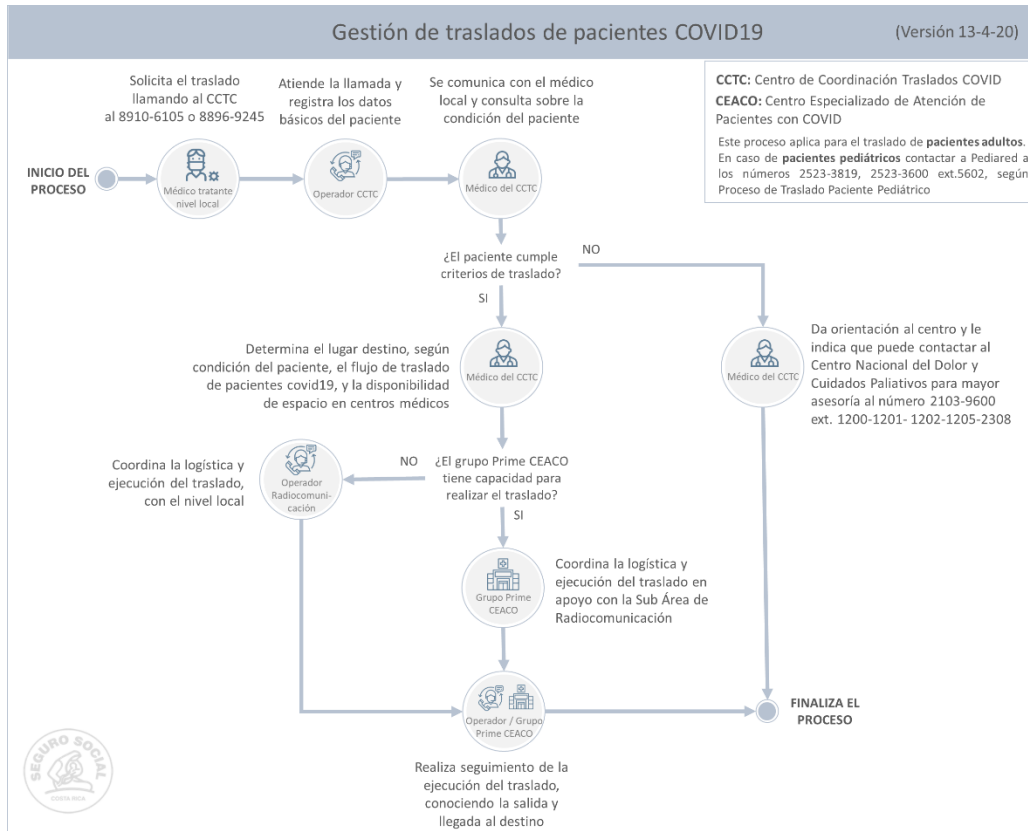 Gestión de traslados de pacientes COVID19
(Versión 13-4-20)
Solicita el traslado
llamando al CCTC
al 8910-6105 o 8896-9245
Atiende la llamada y
registra los datos
básicos del paciente
Se comunica con el médico
local y consulta sobre la
condición del paciente
CCTC: Centro de Coordinación Traslados COVID
CEACO: Centro Especializado de Atención de
Pacientes con COVID
Este proceso aplica para el traslado de pacientes adultos.
En caso de pacientes pediátricos contactar a Pediared a
los números 2523-3819, 2523-3600 ext.5602, según
Proceso de Traslado Paciente Pediátrico
INICIO DEL
PROCESO
Médico tratante
nivel local
Operador CCTC
Médico del CCTC
¿El paciente cumple
criterios de traslado?
NO
SI
Determina el lugar destino, según
condición del paciente, el flujo de traslado
de pacientes covid19, y la disponibilidad
de espacio en centros médicos
Médico del CCTC
Médico del CCTC
Da orientación al centro y le
indica que puede contactar al
Centro Nacional del Dolor y
Cuidados Paliativos para mayor
asesoría al número 2103-9600
ext. 1200-1201- 1202-1205-2308
¿El grupo Prime CEACO
tiene capacidad para
realizar el traslado?
NO
SI
Coordina la logística y
ejecución del traslado,
con el nivel local
Operador
Radiocomuni-
cación
Grupo Prime
CEACO
Coordina la logística y
ejecución del traslado en
apoyo con la Sub Área de
Radiocomunicación
Operador / Grupo
Prime CEACO
FINALIZA EL
PROCESO
Realiza seguimiento de la
ejecución del traslado,
conociendo la salida y
llegada al destino
SEGURO SOCIAL
COSTA RICA